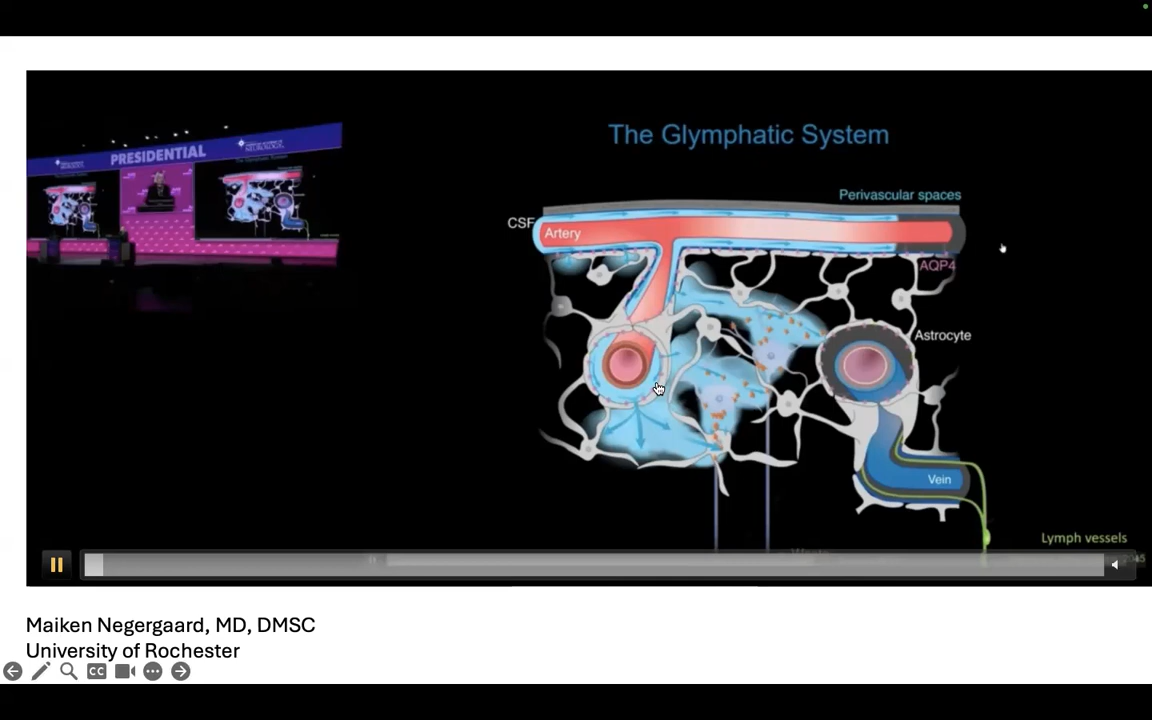 PRESIDENTIAL
The Glymphatic System
Perivascular spaces
CSF
Artery
AQP4
Astrocyte
Vein
Lymph vessels
Maiken Negergaard, MD, DMSC
University of Rochester
CC